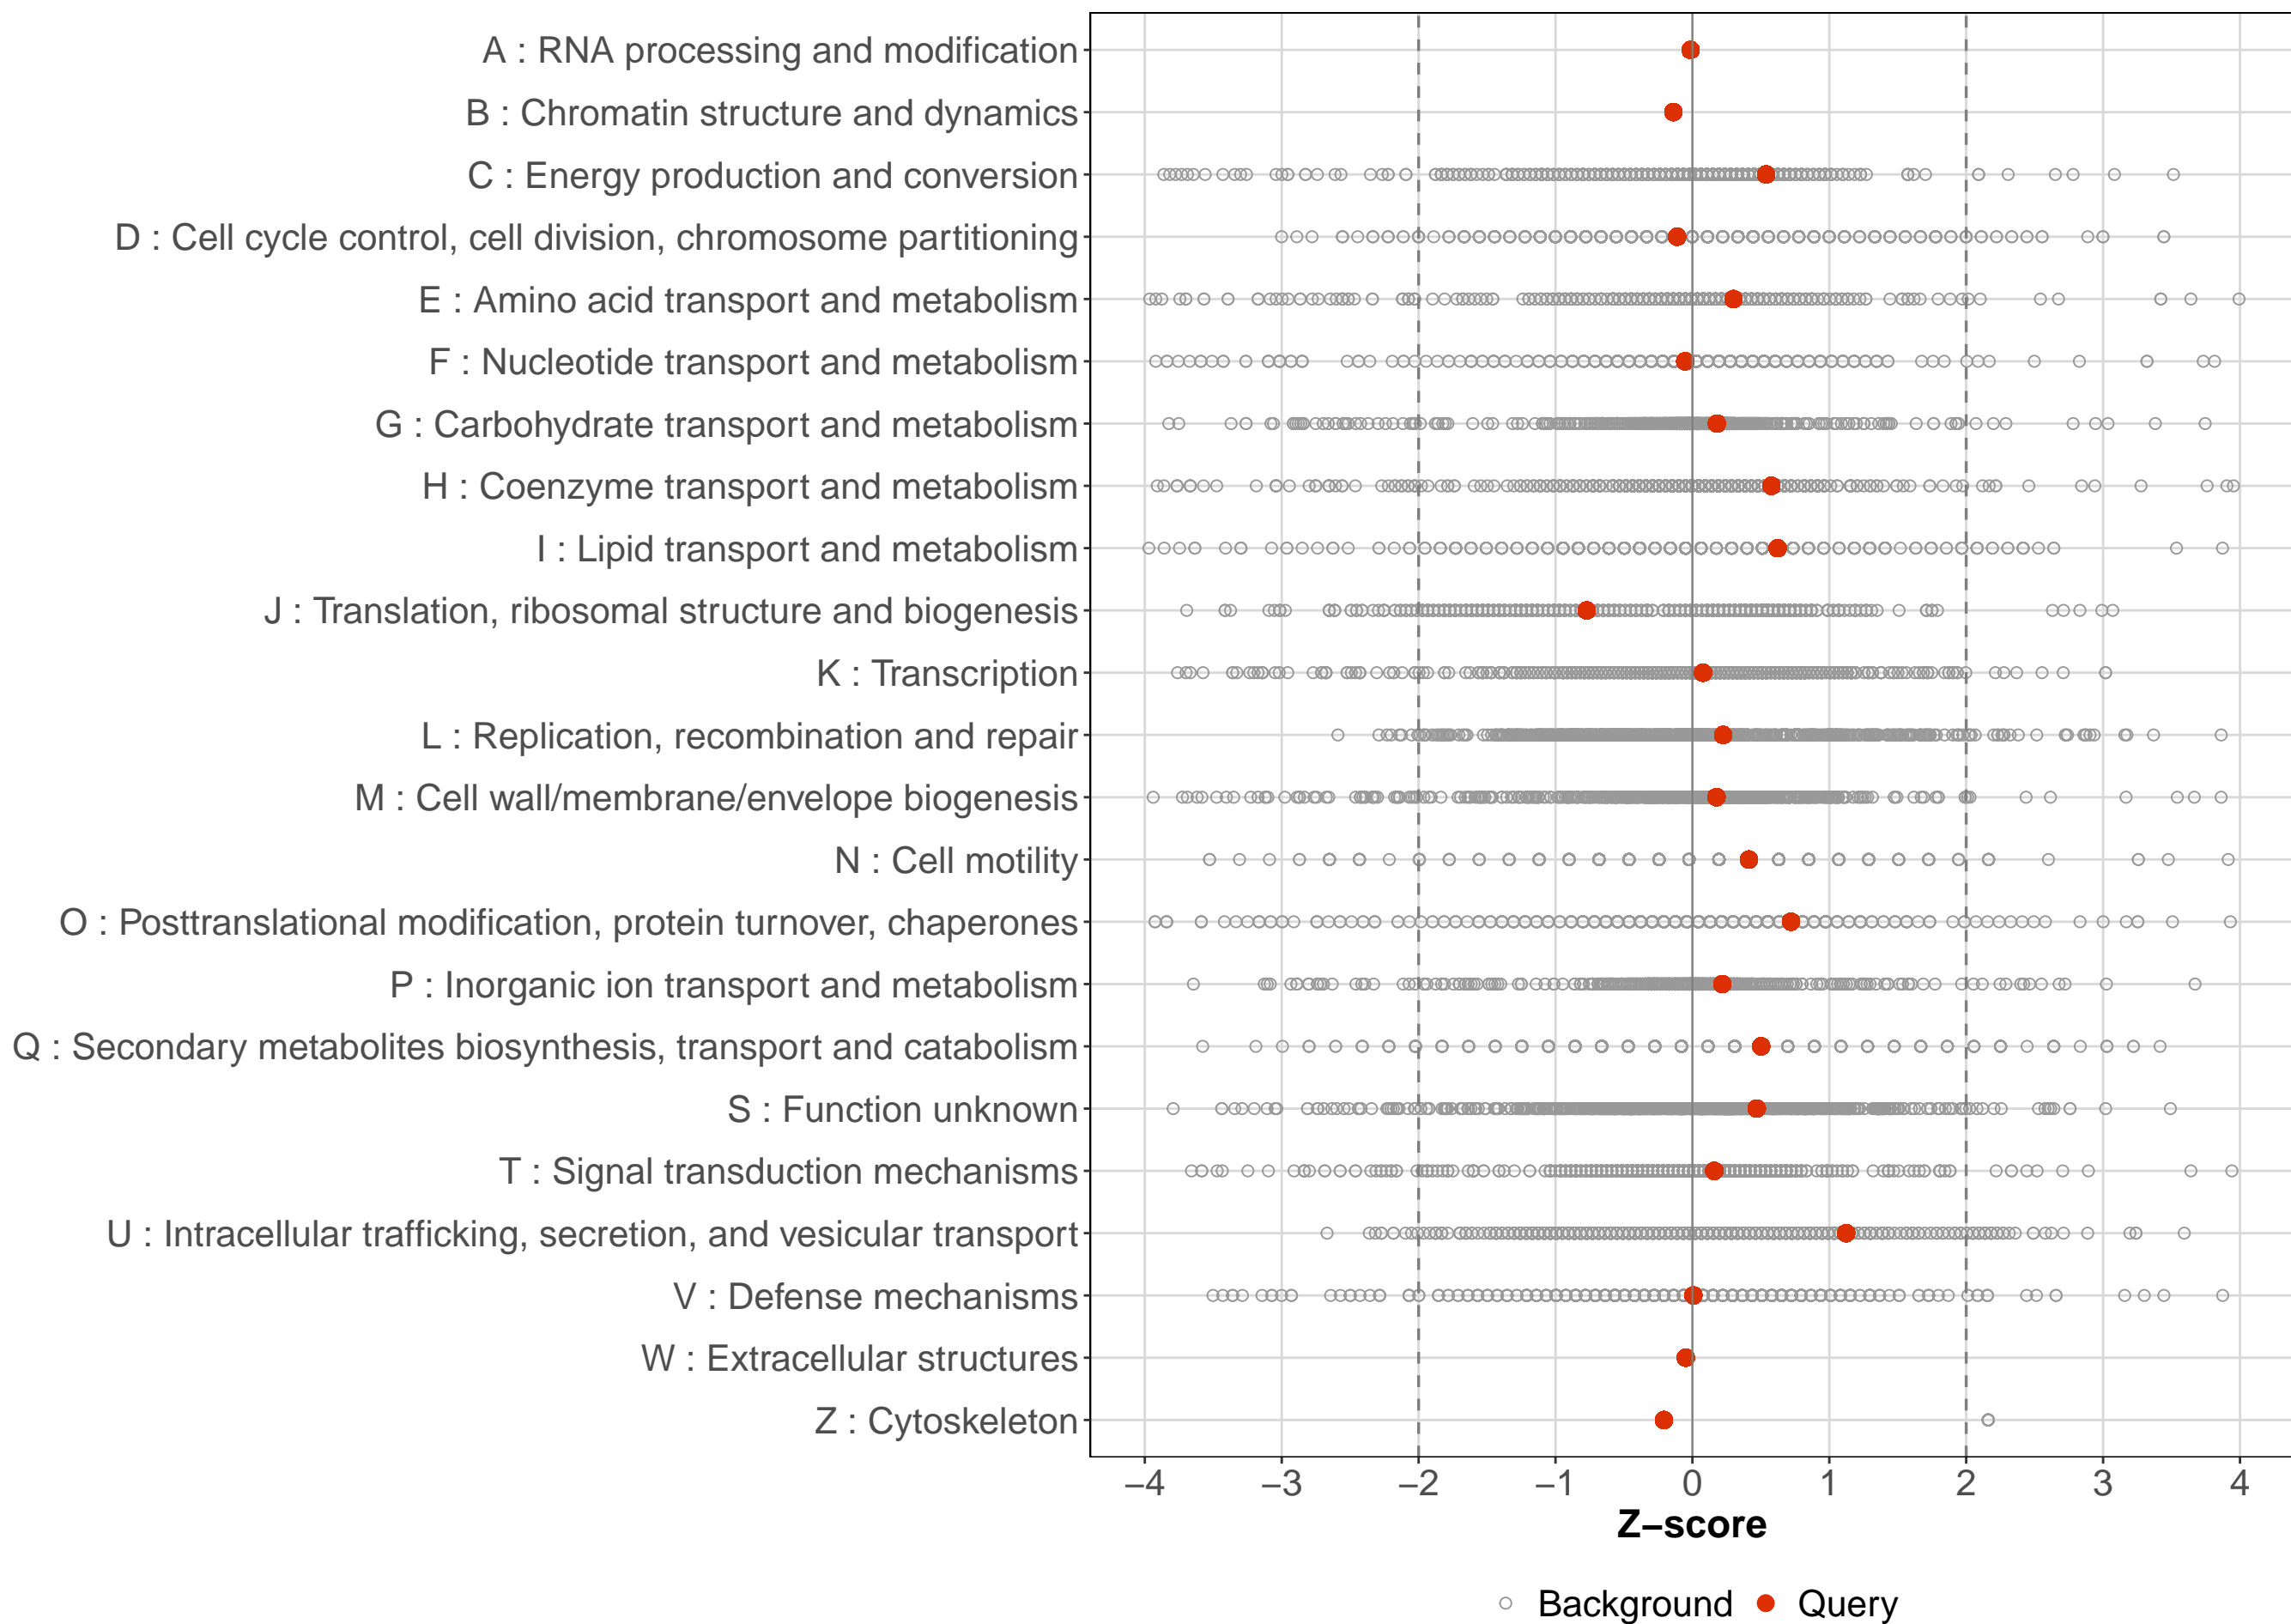 A : RNA processing and modification
B : Chromatin structure and dynamics
C : Energy production and conversion
D : Cell cycle control, cell division, chromosome partitioning
E : Amino acid transport and metabolism
F : Nucleotide transport and metabolism
G : Carbohydrate transport and metabolism
H : Coenzyme transport and metabolism
I : Lipid transport and metabolism
J : Translation, ribosomal structure and biogenesis
K : Transcription
L : Replication, recombination and repair
M : Cell wall/membrane/envelope biogenesis
N : Cell motility
O : Posttranslational modification, protein turnover, chaperones
P : Inorganic ion transport and metabolism
Q : Secondary metabolites biosynthesis, transport and catabolism
S : Function unknown
T : Signal transduction mechanisms
U : Intracellular trafficking, secretion, and vesicular transport
V : Defense mechanisms
W : Extracellular structures
Z : Cytoskeleton
−4 −3 −2 −1 0 1 2 3 4
Z−score
Background Query